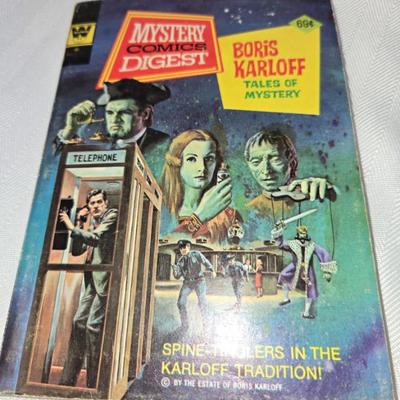 W
MYSTERY
COMICS
DIGEST
69¢
BORIS
KARLOFF
TALES OF
MYSTERY
TELEPHONE
SPINE-TINGLERS IN THE
KARLOFF TRADITION!
© BY THE ESTATE OF BORIS KARLOFF